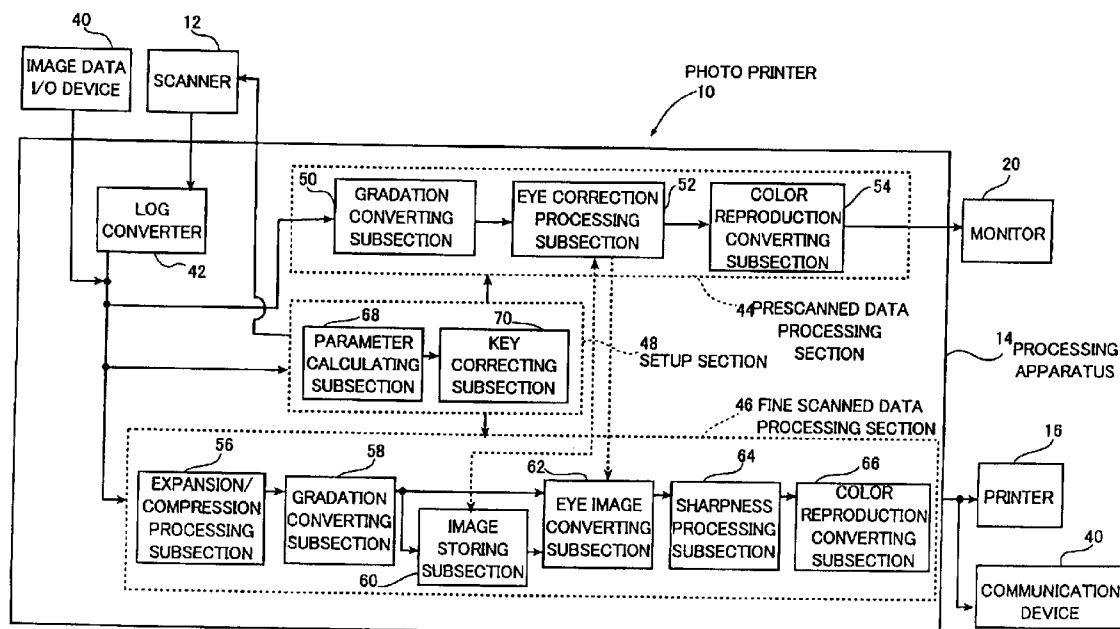 40
IMAGE DATA
I/O DEVICE
12
SCANNER
PHOTO PRINTER
10
LOG
CONVERTER
42
50
GRADATION
CONVERTING
SUBSECTION
52
EYE CORRECTION
PROCESSING
SUBSECTION
54
COLOR
REPRODUCTION
CONVERTING
SUBSECTION
20
MONITOR
44
PRESCANNED DATA
PROCESSING
SECTION
68
PARAMETER
CALCULATING
SUBSECTION
70
KEY
CORRECTING
SUBSECTION
48
SETUP SECTION
14
PROCESSING
APPARATUS
46 FINE SCANNED DATA
PROCESSING SECTION
56
EXPANSION/
COMPRESSION
PROCESSING
SUBSECTION
58
GRADATION
CONVERTING
SUBSECTION
IMAGE
STORING
SUBSECTION
60
62
EYE IMAGE
CONVERTING
SUBSECTION
64
SHARPNESS
PROCESSING
SUBSECTION
66
COLOR
REPRODUCTION
CONVERTING
SUBSECTION
16
PRINTER
40
COMMUNICATION
DEVICE